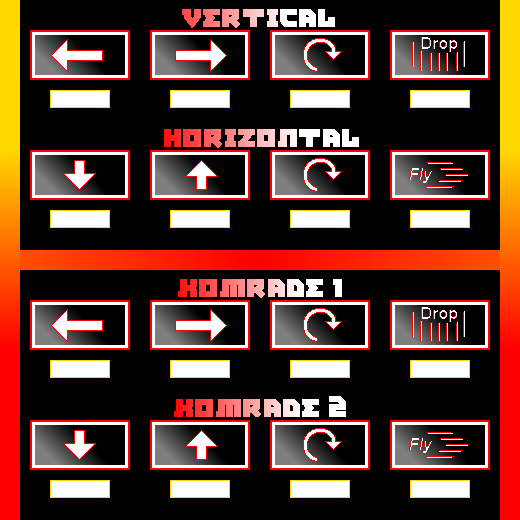 VERTICAL
Drop
HORIZONTAL
Fly
KOMRADE 1
Drop
KOMRADE 2
Fly